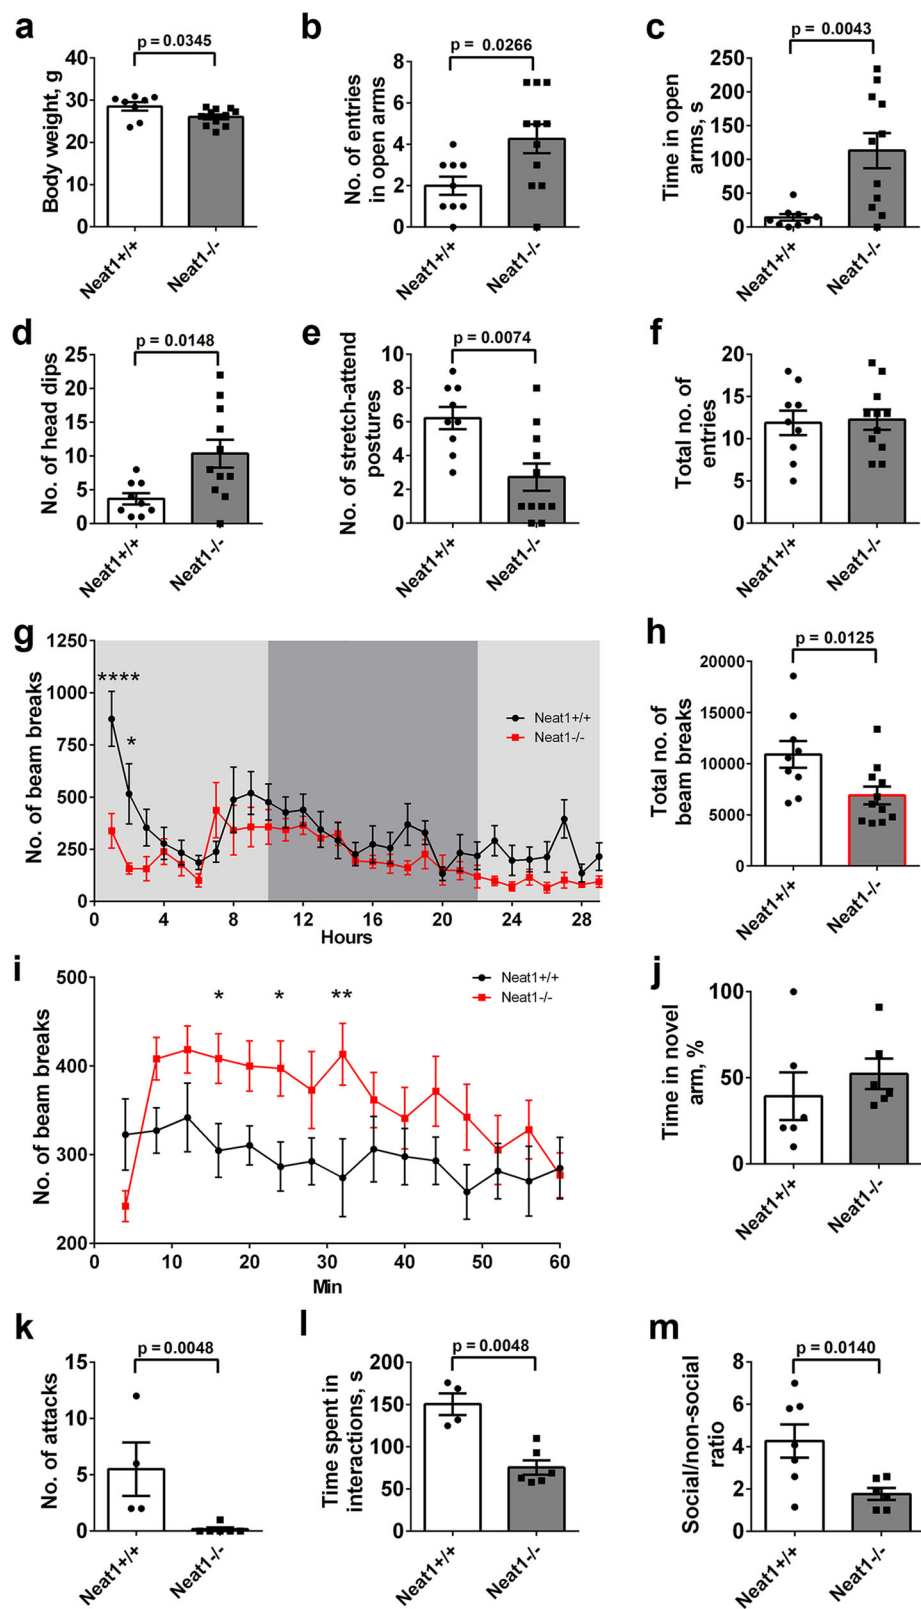 a
p = 0.0345
Body weight, g
40
30
20
10
0
Neat1+/+
Neat1-/-
b
p = 0.0266
No. of entries
in open arms
8
6
4
2
0
Neat1+/+
Neat1-/-
c
p = 0.0043
Time in open
arms, s
250
200
150
100
50
0
Neat1+/+
Neat1-/-
d
p = 0.0148
No. of head dips
25
20
15
10
5
0
Neat1+/+
Neat1-/-
e
p = 0.0074
No. of stretch-attend
postures
10
8
6
4
2
0
Neat1+/+
Neat1-/-
f
Total no. of
entries
20
15
10
5
0
Neat1+/+
Neat1-/-
g
No. of beam breaks
1250
1000
750
500
250
0
****
*
Neat1+/+
Neat1-/-
0 4 8 12 16 20 24 28
Hours
h
p = 0.0125
Total no. of
beam breaks
20000
15000
10000
5000
0
Neat1+/+
Neat1-/-
i
No. of beam breaks
500
400
300
200
* * **
Neat1+/+
Neat1-/-
0 10 20 30 40 50 60
Min
j
Time in novel
arm, %
100
50
0
Neat1+/+
Neat1-/-
k
p = 0.0048
No. of attacks
15
10
5
0
Neat1+/+
Neat1-/-
l
p = 0.0048
Time spent in
interactions, s
200
150
100
50
0
Neat1+/+
Neat1-/-
m
p = 0.0140
Social/non-social
ratio
8
6
4
2
0
Neat1+/+
Neat1-/-